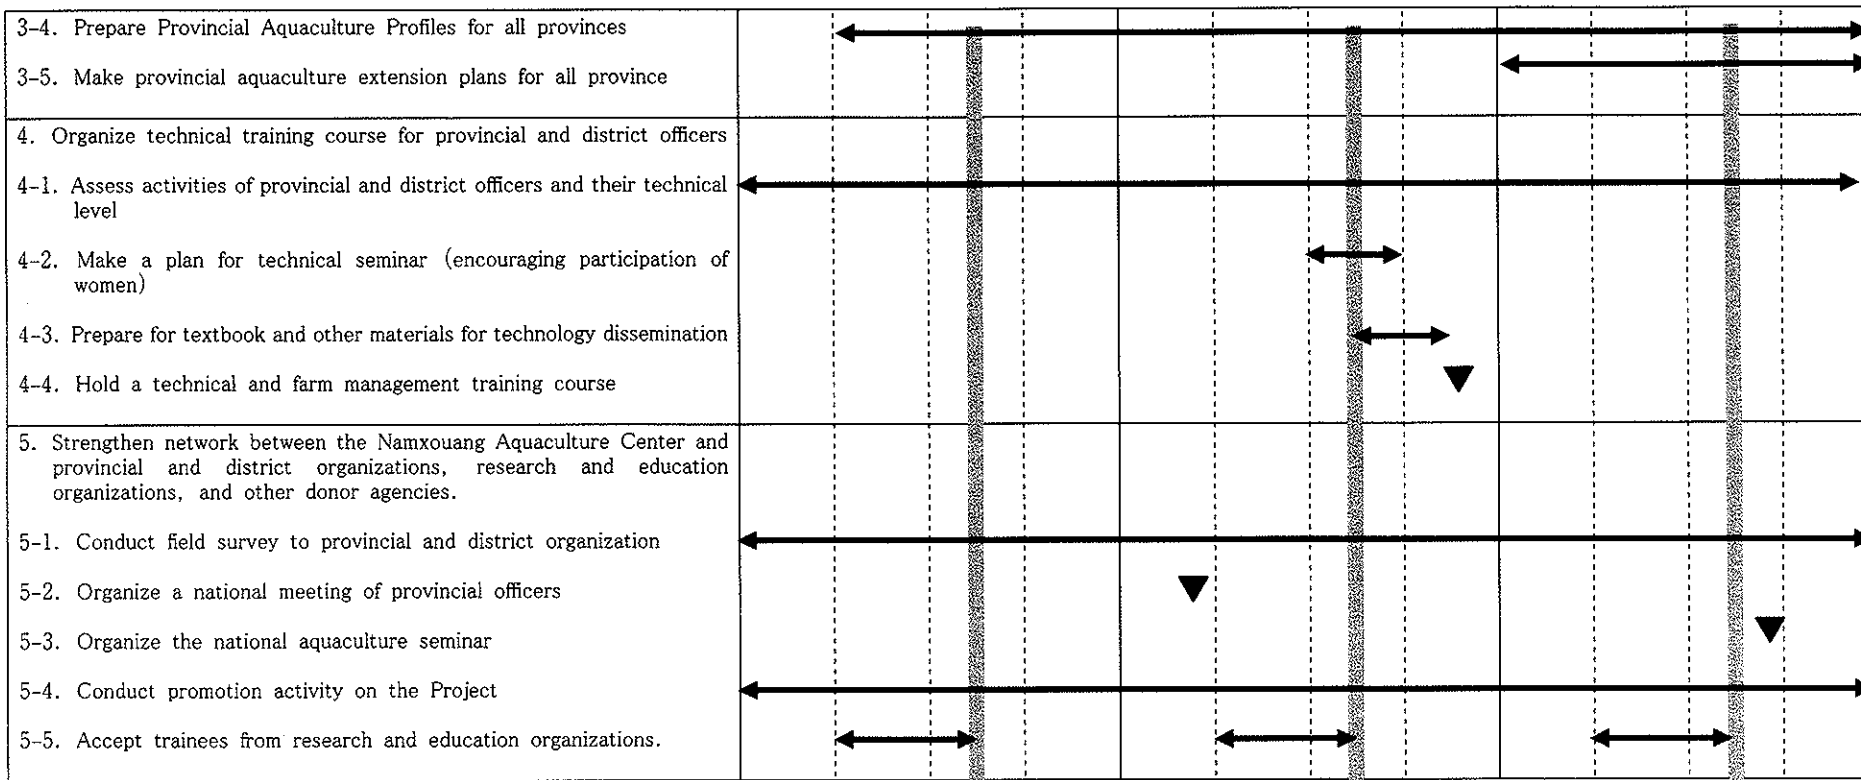 3-4. Prepare Provincial Aquaculture Profiles for all provinces
3-5. Make provincial aquaculture extension plans for all province
4. Organize technical training course for provincial and district officers
4-1. Assess activities of provincial and district officers and their technical
level
4-2. Make a plan for technical seminar (encouraging participation of
women)
4-3. Prepare for textbook and other materials for technology dissemination
4-4. Hold a technical and farm management training course
5. Strengthen network between the Namxouang Aquaculture Center and
provincial and district organizations, research and education
organizations, and other donor agencies.
5-1. Conduct field survey to provincial and district organization
5-2. Organize a national meeting of provincial officers
5-3. Organize the national aquaculture seminar
5-4. Conduct promotion activity on the Project
5-5. Accept trainees from research and education organizations.